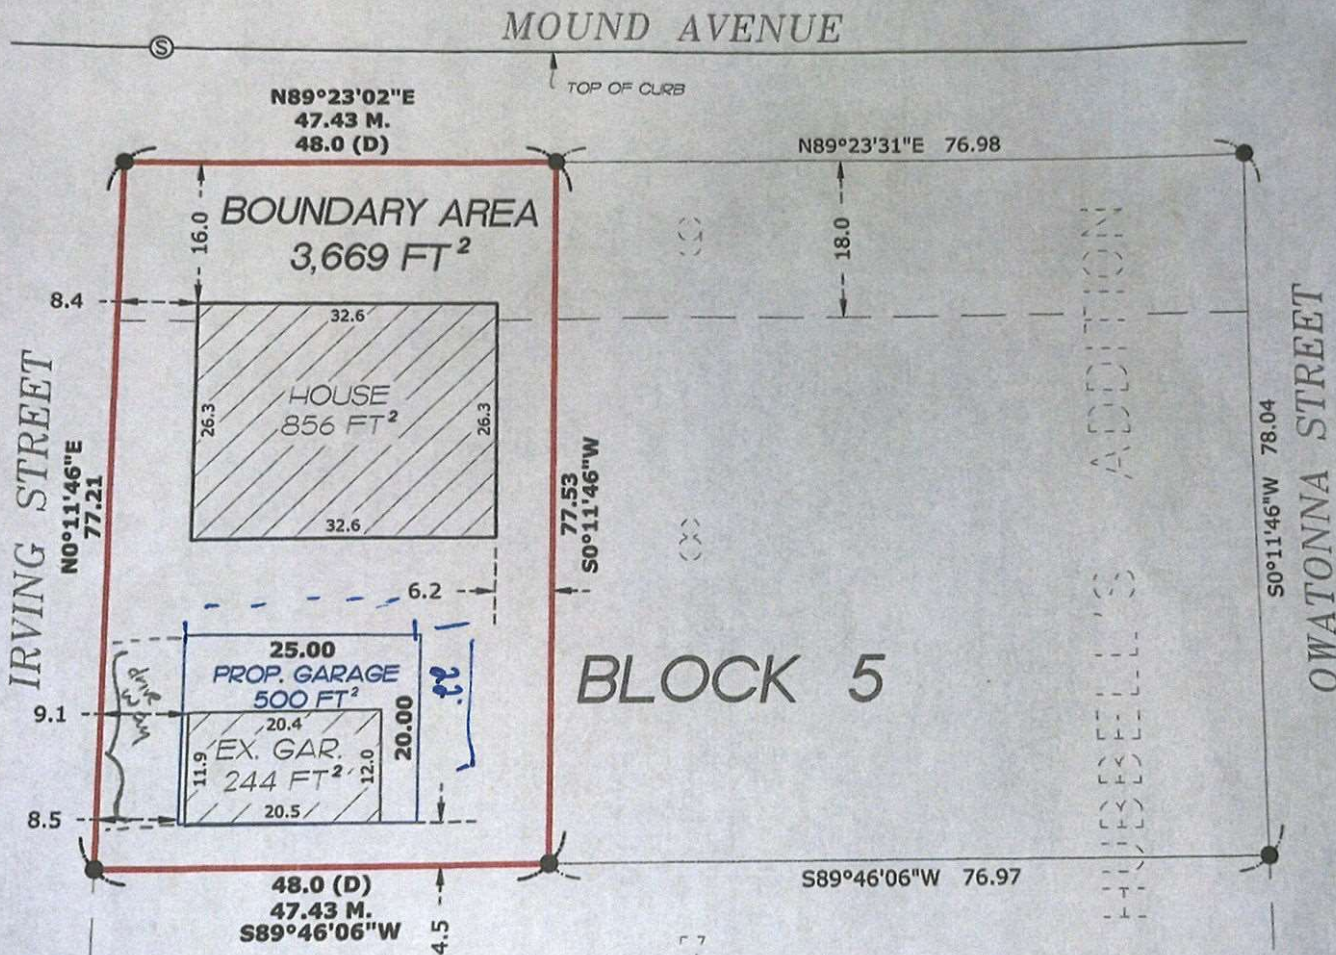 MOUND AVENUE
S
TOP OF CURB
N89°23'02"E
47.43 M.
48.0 (D)
N89°23'31"E 76.98
BOUNDARY AREA
3,669 FT²
16.0
18.0
8.4
32.6
HOUSE
856 FT²
26.3
26.3
32.6
IRVING STREET
N0°11'46"E
77.21
77.53
S0°11'46"W
S0°11'46"W 78.04
OWATONNA STREET
HUBBELL'S ADDITION
6.2
25.00
PROP. GARAGE
500 FT²
20.00
22'
BLOCK 5
9.1
20.4
EX. GAR.
244 FT²
11.9
12.0
20.5
8.5
48.0 (D)
47.43 M.
S89°46'06"W
4.5
S89°46'06"W 76.97